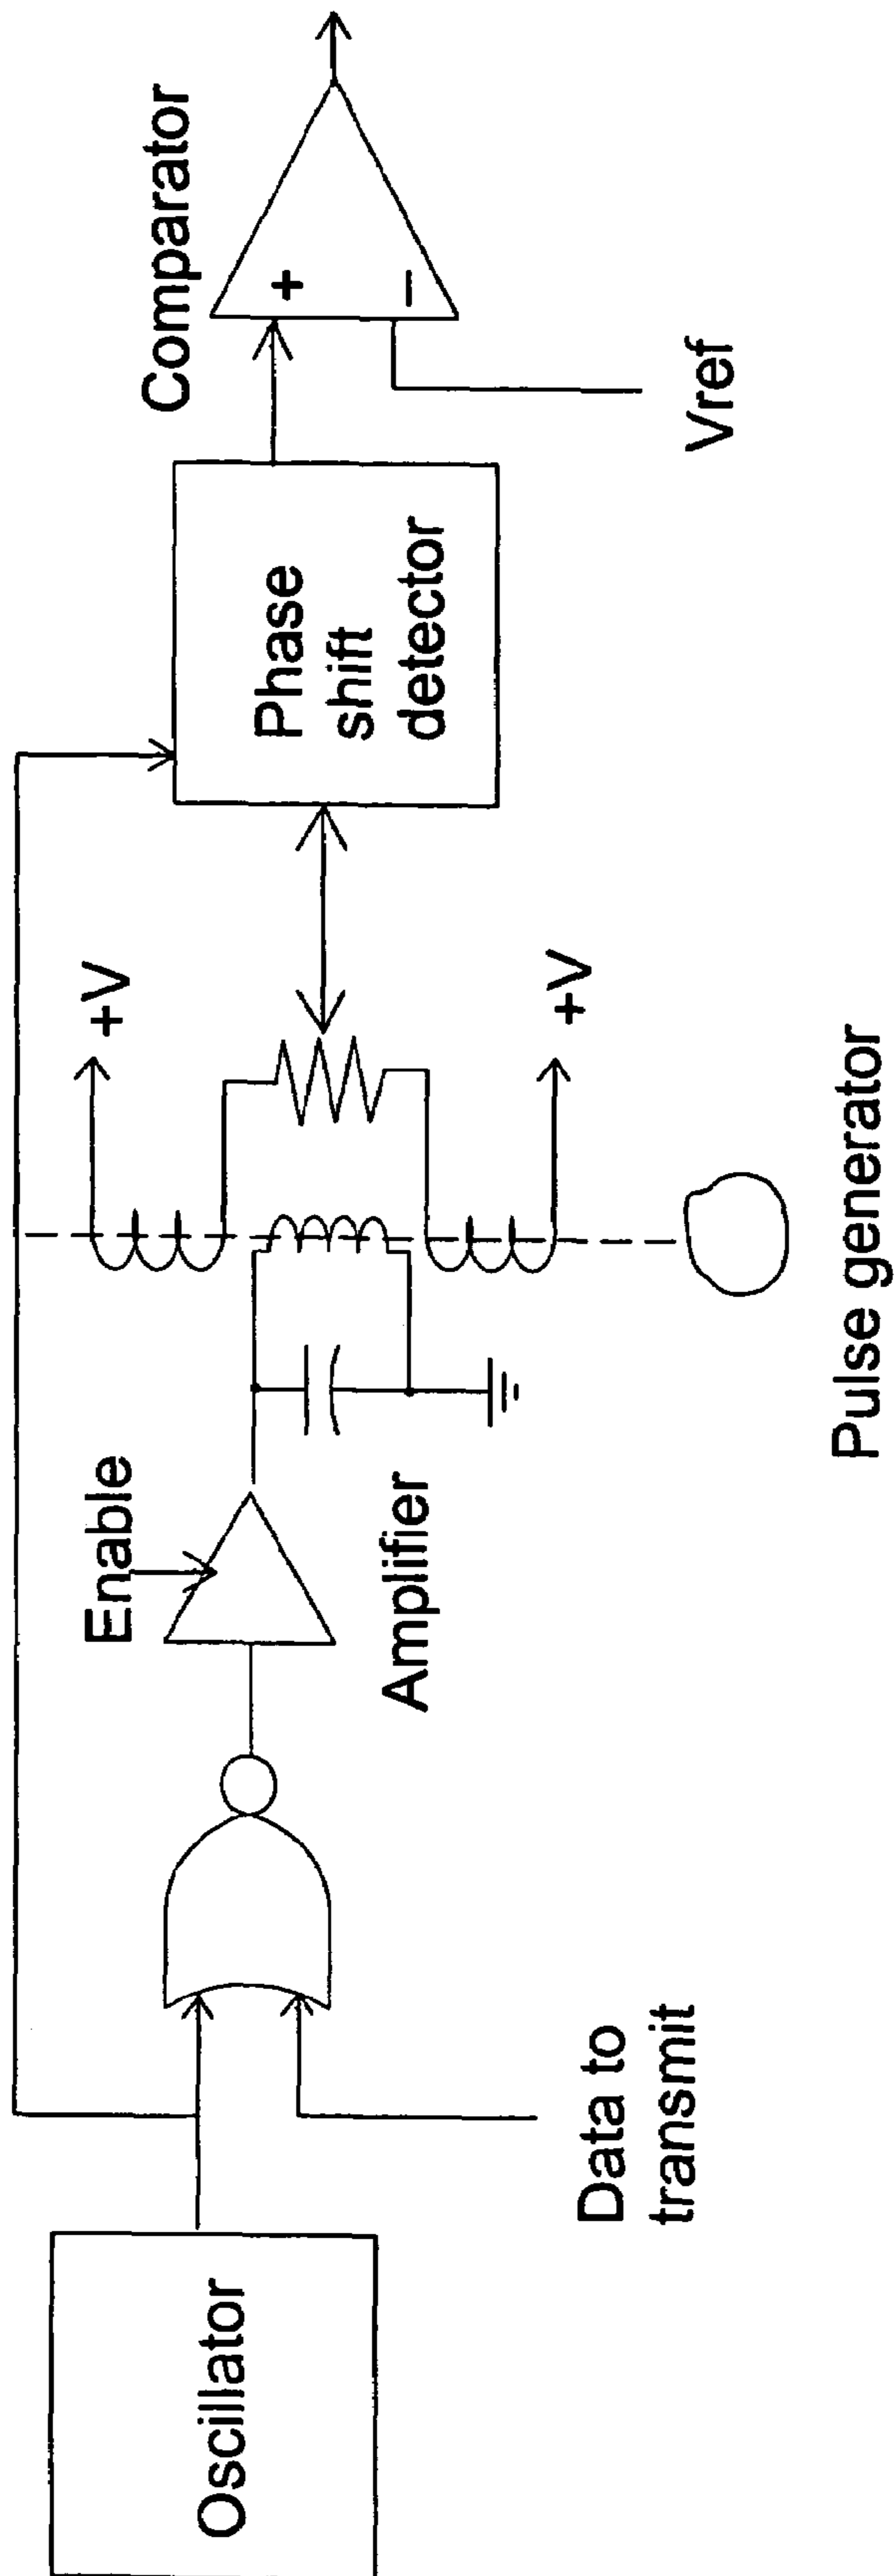 Oscillator
Data to
transmit
Enable
Amplifier
+V
+V
Pulse generator
Phase
shift
detector
Comparator
+
−
Vref